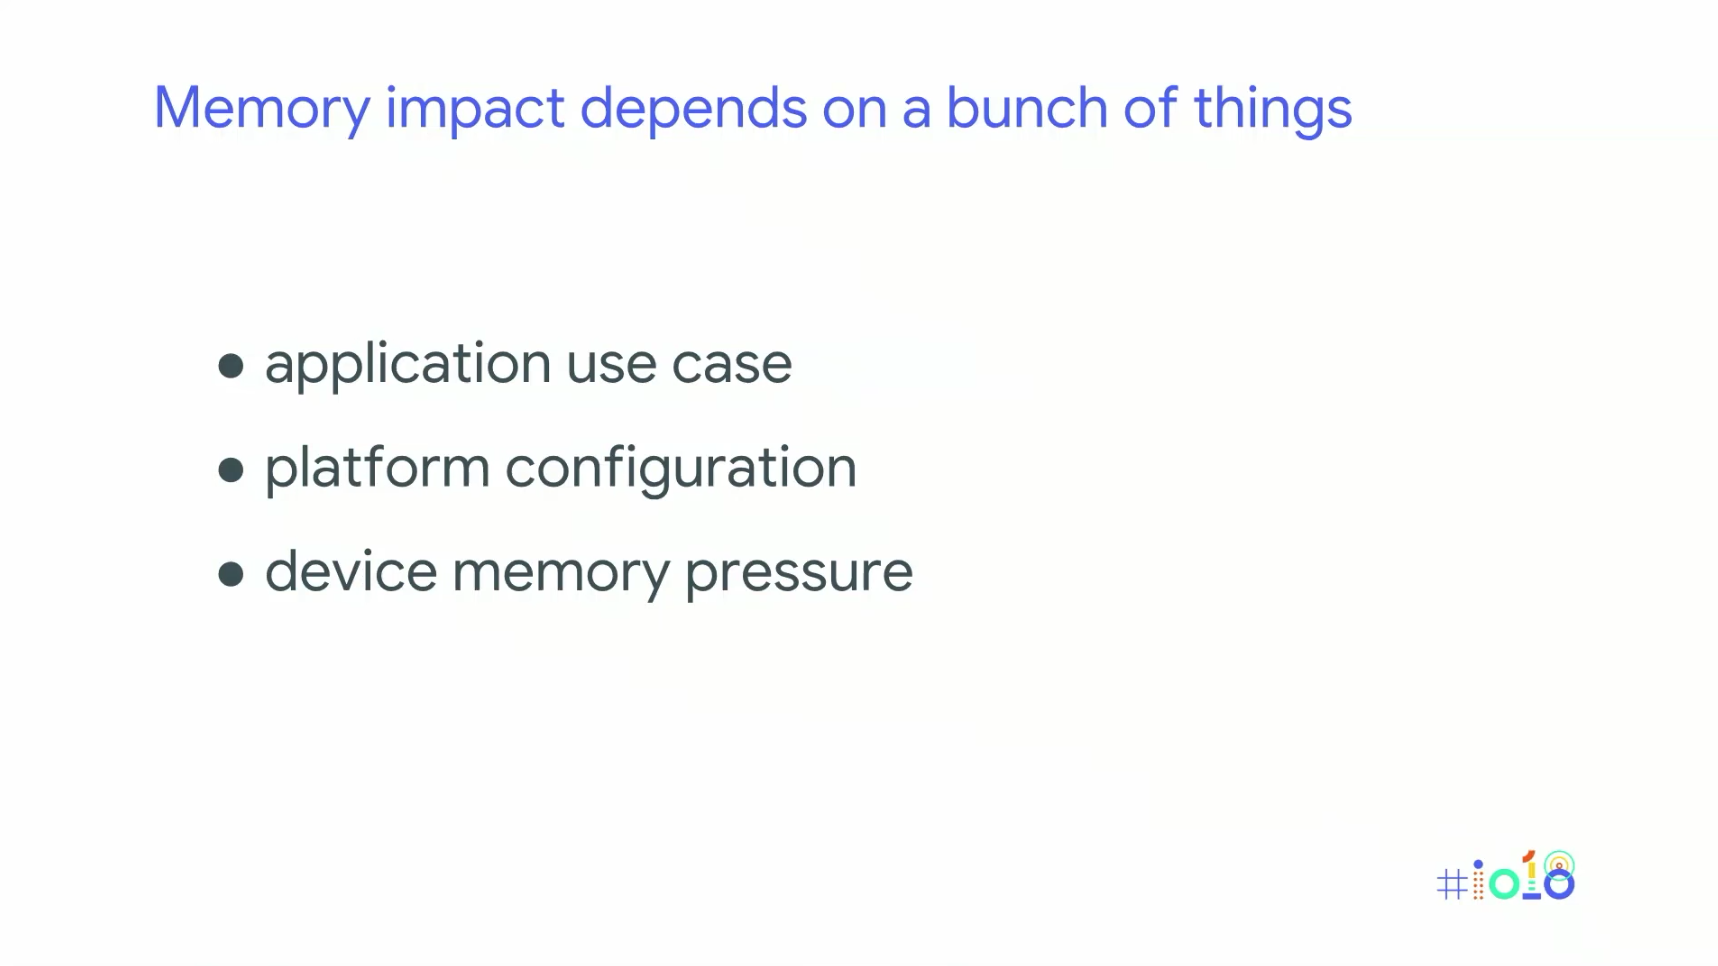 Memory impact depends on a bunch of things
● application use case
● platform configuration
● device memory pressure
#io18